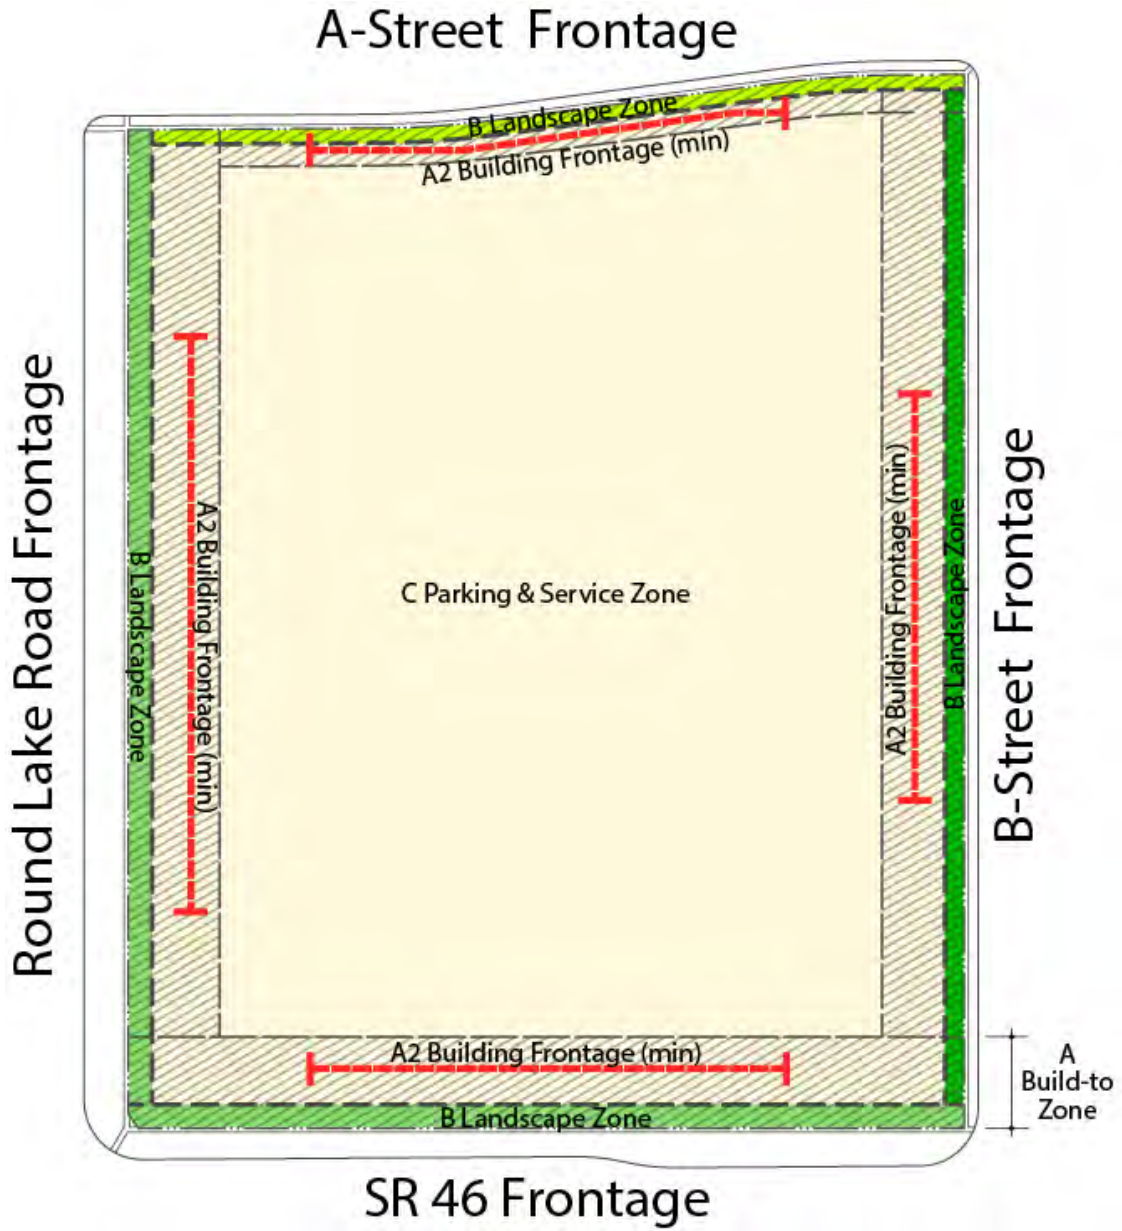 A-Street Frontage
B Landscape Zone
A2 Building Frontage (min)
Round Lake Road Frontage
B Landscape Zone
A2 Building Frontage (min)
C Parking & Service Zone
A2 Building Frontage (min)
B Landscape Zone
B-Street Frontage
A2 Building Frontage (min)
B Landscape Zone
A
Build-to
Zone
SR 46 Frontage